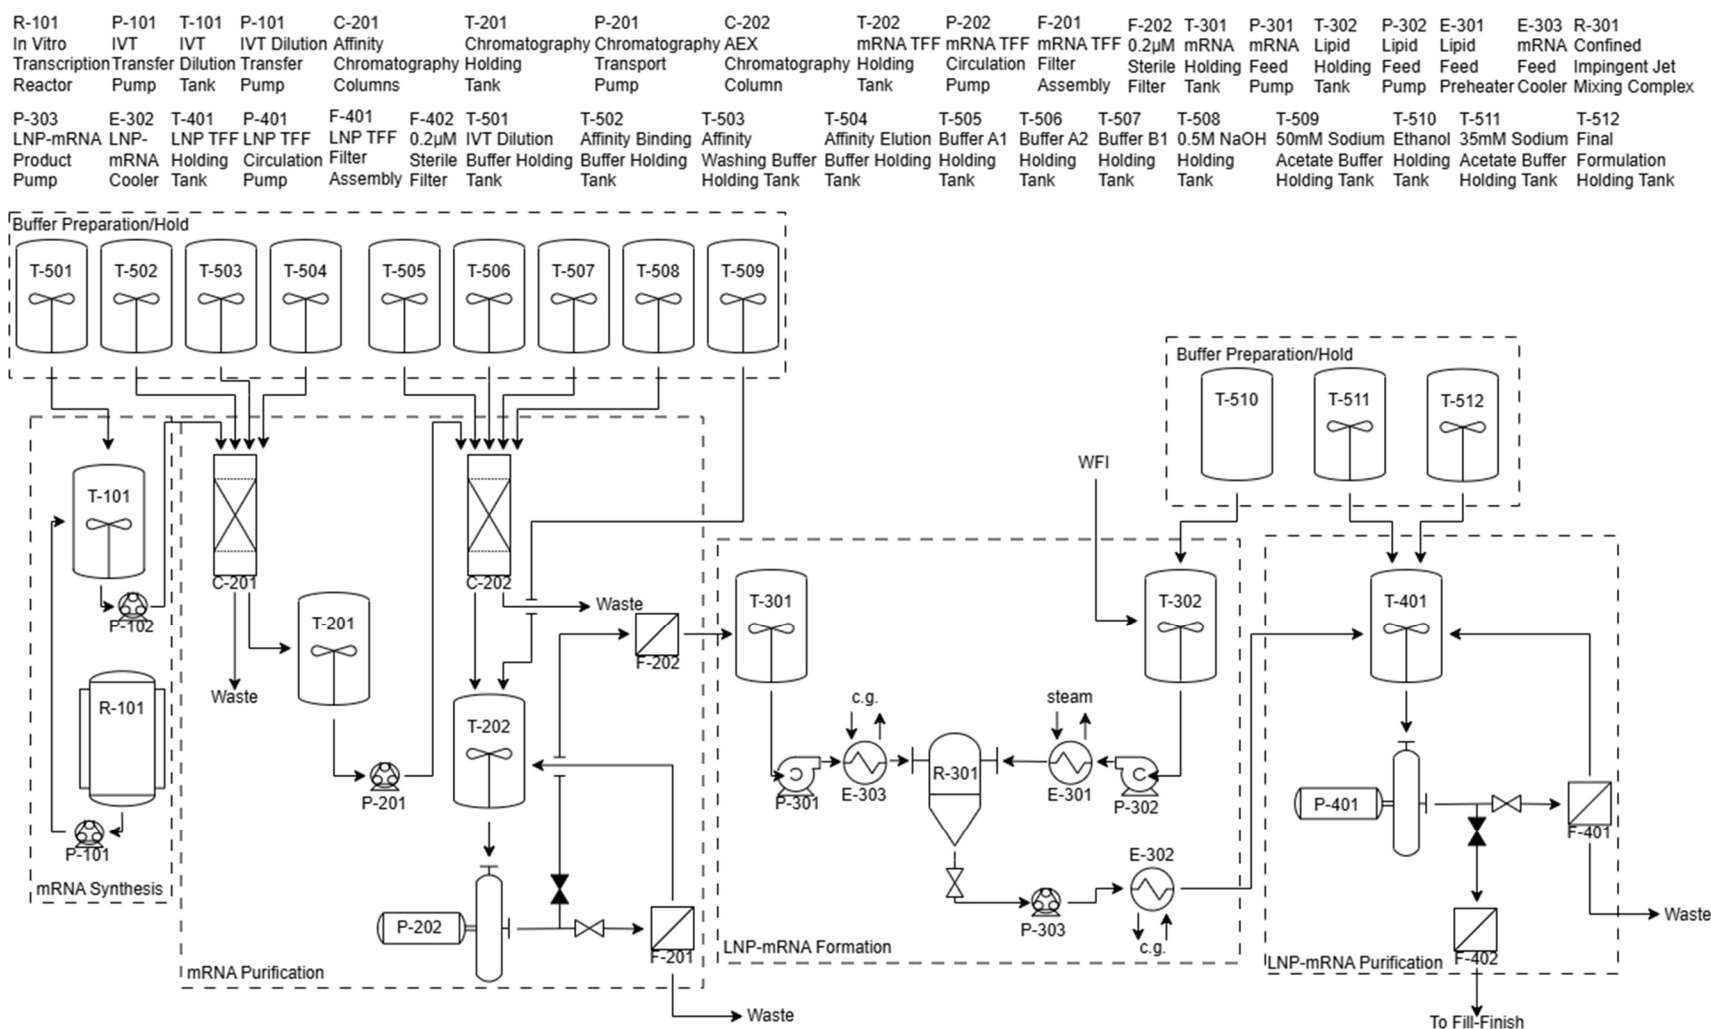 R-101 P-101 T-101 P-101 C-201 T-201 P-201 C-202 T-202 P-202 F-201 F-202 T-301 P-301 T-302 P-302 E-301 E-303 R-301
In Vitro IVT IVT IVT Dilution Affinity Chromatography Chromatography AEX mRNA TFF mRNA TFF mRNA TFF 0.2µM mRNA mRNA Lipid Lipid Lipid mRNA Confined
Transcription Transfer Dilution Transfer Chromatography Holding Transport Chromatography Holding Circulation Filter Sterile Holding Feed Holding Feed Feed Feed Impingent Jet
Reactor Pump Tank Pump Columns Tank Pump Column Tank Pump Assembly Filter Tank Pump Tank Pump Preheater Cooler Mixing Complex
P-303 E-302 T-401 P-401 F-401 F-402 T-501 T-502 T-503 T-504 T-505 T-506 T-507 T-508 T-509 T-510 T-511 T-512
LNP-mRNA LNP- LNP TFF LNP TFF LNP TFF 0.2µM IVT Dilution Affinity Binding Affinity Affinity Elution Buffer A1 Buffer A2 Buffer B1 0.5M NaOH 50mM Sodium Ethanol 35mM Sodium Final
Product mRNA Holding Circulation Filter Sterile Buffer Holding Buffer Holding Washing Buffer Buffer Holding Holding Holding Holding Holding Acetate Buffer Holding Acetate Buffer Formulation
Pump Cooler Tank Pump Assembly Filter Tank Tank Holding Tank Tank Tank Tank Tank Tank Holding Tank Tank Holding Tank Holding Tank
Buffer Preparation/Hold
T-501 T-502 T-503 T-504 T-505 T-506 T-507 T-508 T-509
Buffer Preparation/Hold
T-510 T-511 T-512
WFI
T-101
C-201
C-202
P-102
T-201
Waste
F-202
T-301
T-302
T-401
Waste
R-101
T-202
c.g.
steam
P-201
P-301
E-303
R-301
E-301
P-302
P-401
F-401
P-101
mRNA Synthesis
E-302
P-202
F-201
P-303
c.g.
Waste
LNP-mRNA Formation
F-402
LNP-mRNA Purification
mRNA Purification
Waste
To Fill-Finish